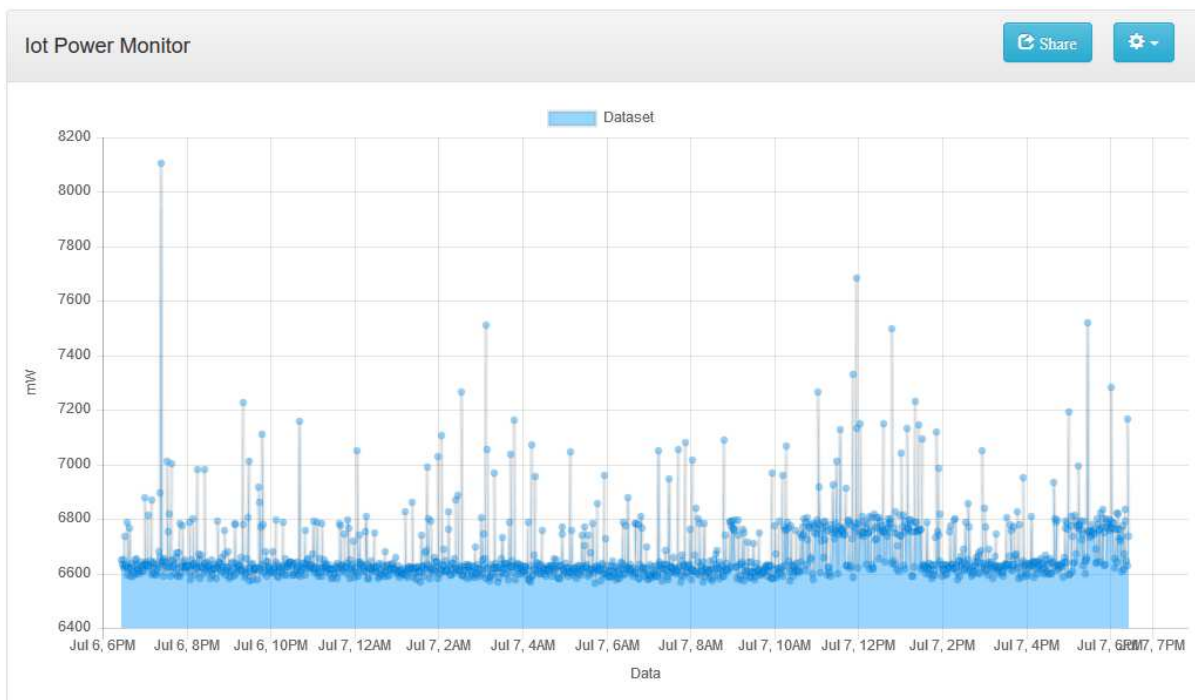 Iot Power Monitor
Share
Dataset
8200
8000
7800
7600
7400
7200
7000
6800
6600
6400
mW
Jul 6, 6PM Jul 6, 8PM Jul 6, 10PM Jul 7, 12AM Jul 7, 2AM Jul 7, 4AM Jul 7, 6AM Jul 7, 8AM Jul 7, 10AM Jul 7, 12PM Jul 7, 2PM Jul 7, 4PM Jul 7, 6PM Jul 7, 7PM
Data